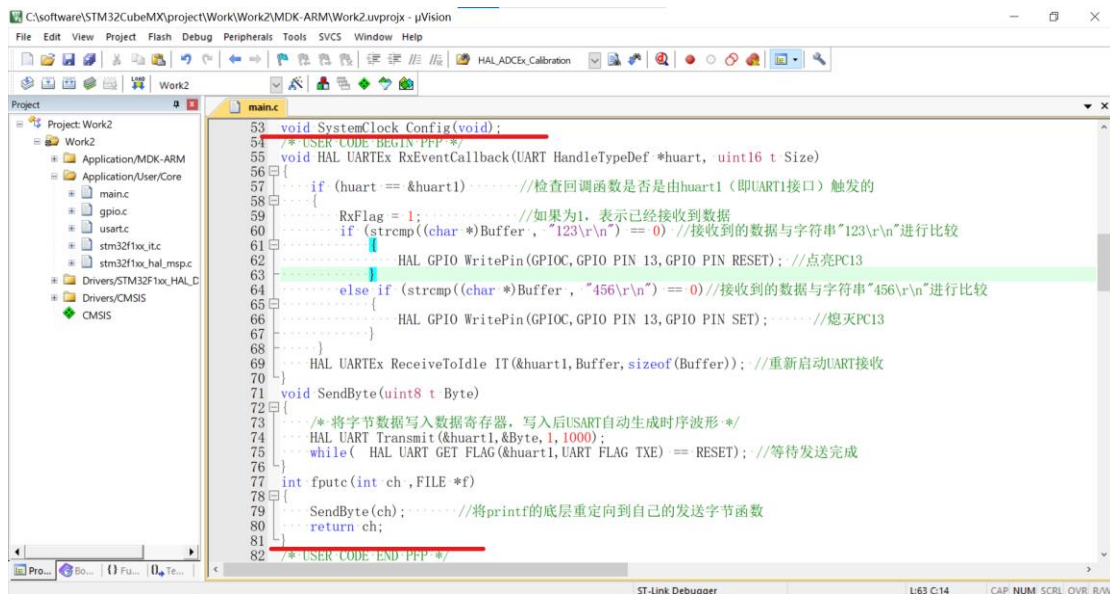 C:\software\STM32CubeMX\project\Work\Work2\MDK-ARM\Work2.uvprojx - µVision
File Edit View Project Flash Debug Peripherals Tools SVCS Window Help
HAL_ADCEx_Calibration
LOAD Work2
Project
main.c
Project: Work2
Work2
Application/MDK-ARM
Application/User/Core
main.c
gpio.c
usart.c
stm32f1xx_it.c
stm32f1xx_hal_msp.c
Drivers/STM32F1xx_HAL_D
Drivers/CMSIS
CMSIS
53 void SystemClock_Config(void);
54 /* USER CODE BEGIN PFP */
55 void HAL_UARTEx_RxEventCallback(UART_HandleTypeDef *huart, uint16_t Size)
56 {
57 if (huart == &huart1) //检查回调函数是否是由huart1（即UART1接口）触发的
58 {
59 RxFlag = 1; //如果为1，表示已经接收到数据
60 if (strcmp((char *)Buffer , "123\r\n") == 0) //接收到的数据与字符串"123\r\n"进行比较
61 {
62 HAL_GPIO_WritePin(GPIOC,GPIO_PIN_13,GPIO_PIN_RESET); //点亮PC13
63 }
64 else if (strcmp((char *)Buffer , "456\r\n") == 0)//接收到的数据与字符串"456\r\n"进行比较
65 {
66 HAL_GPIO_WritePin(GPIOC,GPIO_PIN_13,GPIO_PIN_SET); //熄灭PC13
67 }
68 }
69 HAL_UARTEx_ReceiveToIdle_IT(&huart1,Buffer,sizeof(Buffer)); //重新启动UART接收
70 }
71 void SendByte(uint8_t Byte)
72 {
73 /* 将字节数据写入数据寄存器，写入后USART自动生成时序波形 */
74 HAL_UART_Transmit(&huart1,&Byte,1,1000);
75 while( __HAL_UART_GET_FLAG(&huart1,UART_FLAG_TXE) == RESET); //等待发送完成
76 }
77 int fputc(int ch ,FILE *f)
78 {
79 SendByte(ch); //将printf的底层重定向到自己的发送字节函数
80 return ch;
81 }
82 /* USER CODE END PFP */
Pro... Bo... {} Fu... 0 Te...
ST-Link Debugger L:63 C:14 CAP NUM SCRL OVR R/W